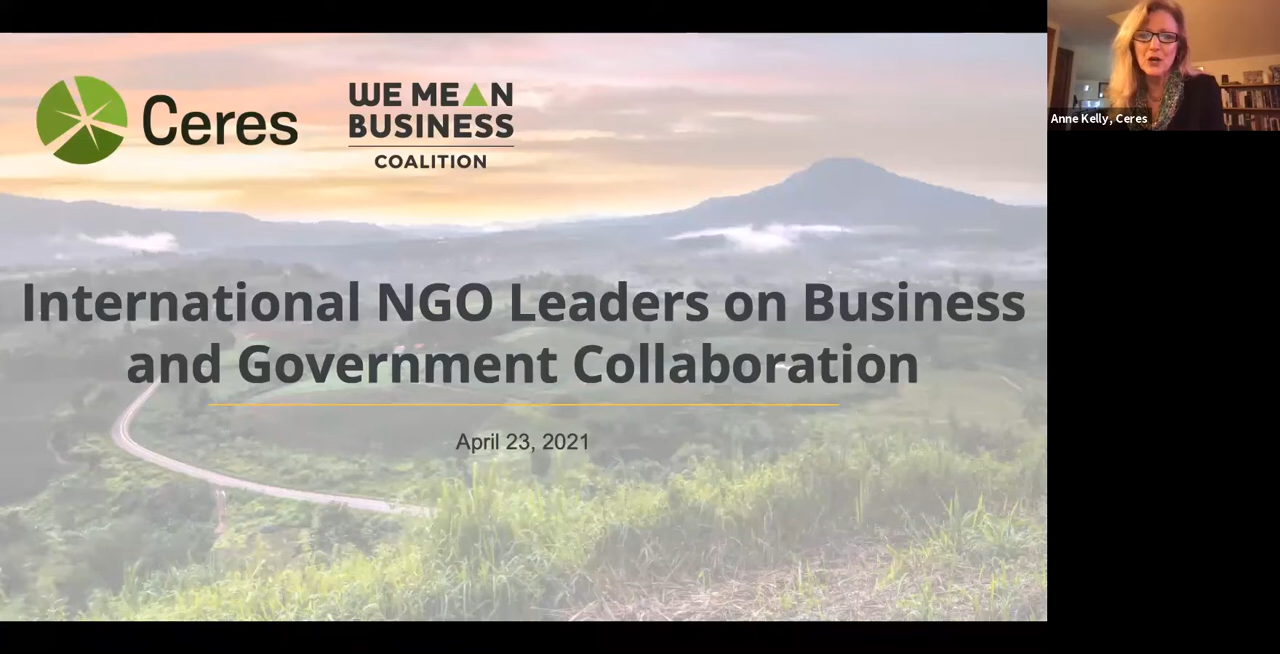 Ceres
WE MEAN
BUSINESS
COALITION
Anne Kelly, Ceres
International NGO Leaders on Business
and Government Collaboration
April 23, 2021